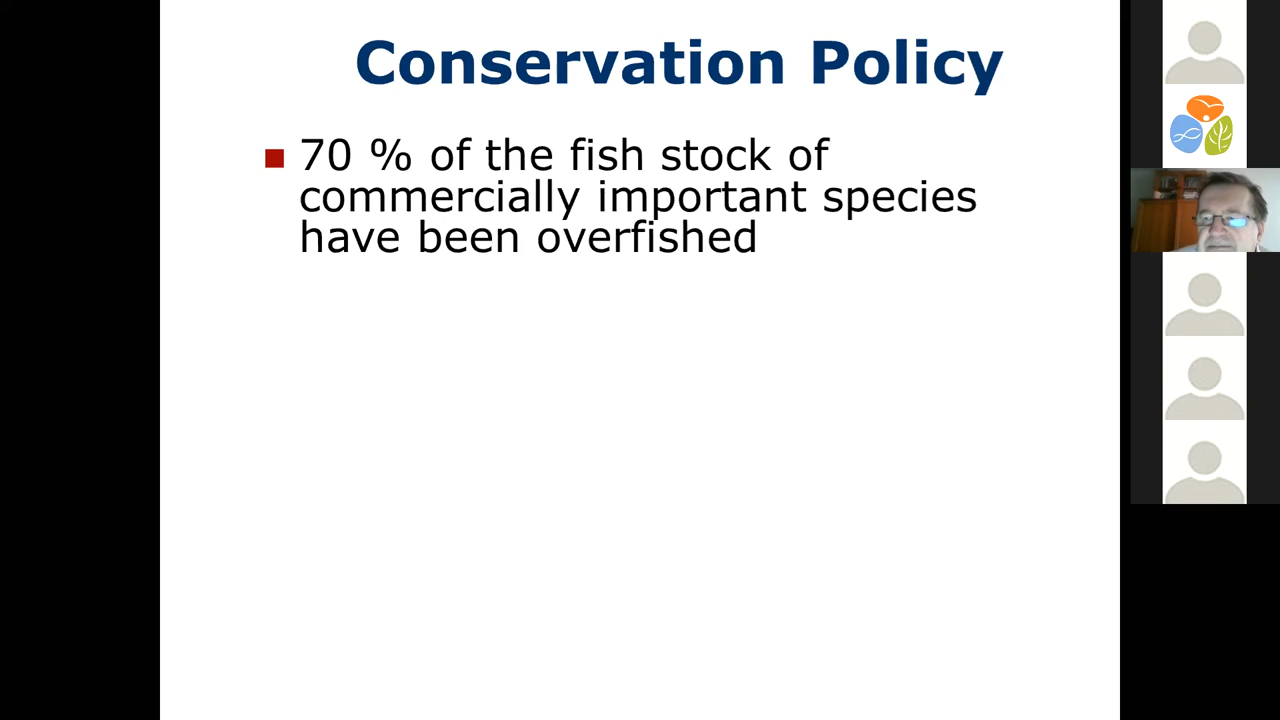 Conservation Policy
70 % of the fish stock of
commercially important species
have been overfished